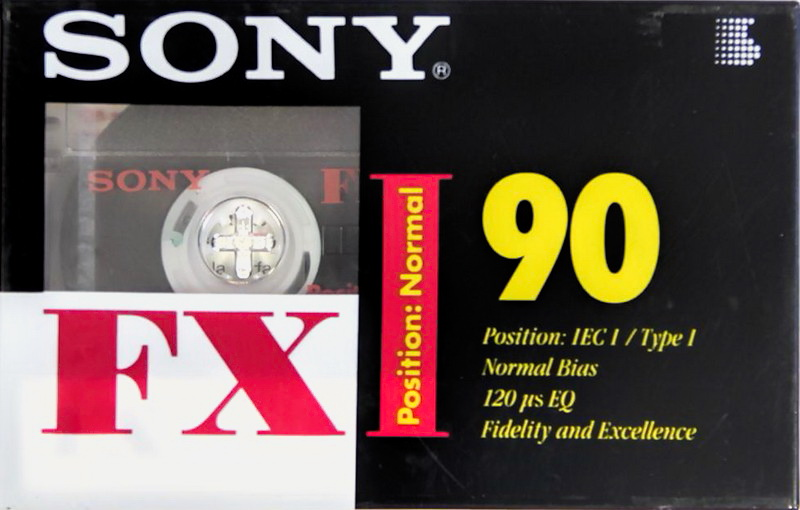 SONY®
SONY F
FX
I
Position: Normal
90
Position: IEC I / Type I
Normal Bias
120 µs EQ
Fidelity and Excellence